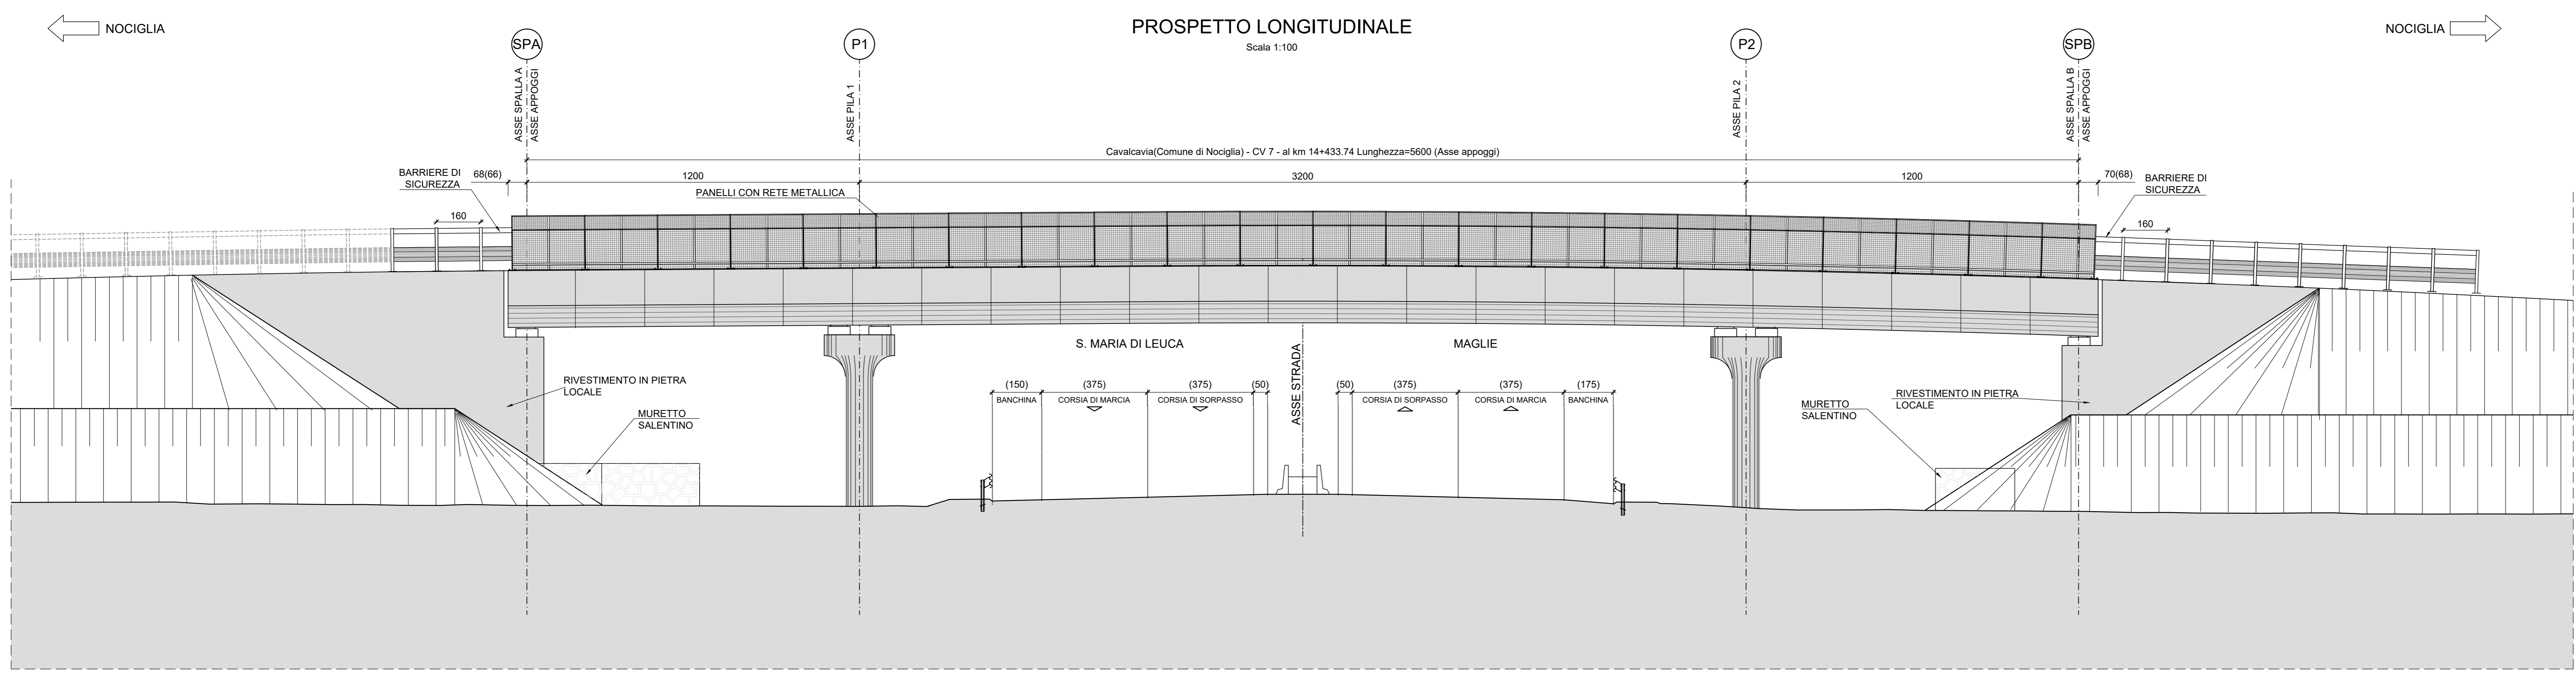 NOCIGLIA
PROSPETTO LONGITUDINALE
Scala 1:100
NOCIGLIA
SPA
P1
P2
SPB
ASSE SPALLA A
ASSE APPOGGI
ASSE PILA 1
ASSE PILA 2
ASSE SPALLA B
ASSE APPOGGI
Cavalcavia(Comune di Nociglia) - CV 7 - al km 14+433.74 Lunghezza=5600 (Asse appoggi)
BARRIERE DI
SICUREZZA
68(66)
1200
3200
1200
70(68)
BARRIERE DI
SICUREZZA
PANELLI CON RETE METALLICA
160
160
S. MARIA DI LEUCA
ASSE STRADA
MAGLIE
(150)
(375)
(375)
(50)
(50)
(375)
(375)
(175)
BANCHINA
CORSIA DI MARCIA
CORSIA DI SORPASSO
CORSIA DI SORPASSO
CORSIA DI MARCIA
BANCHINA
RIVESTIMENTO IN PIETRA
LOCALE
MURETTO
SALENTINO
MURETTO
SALENTINO
RIVESTIMENTO IN PIETRA
LOCALE